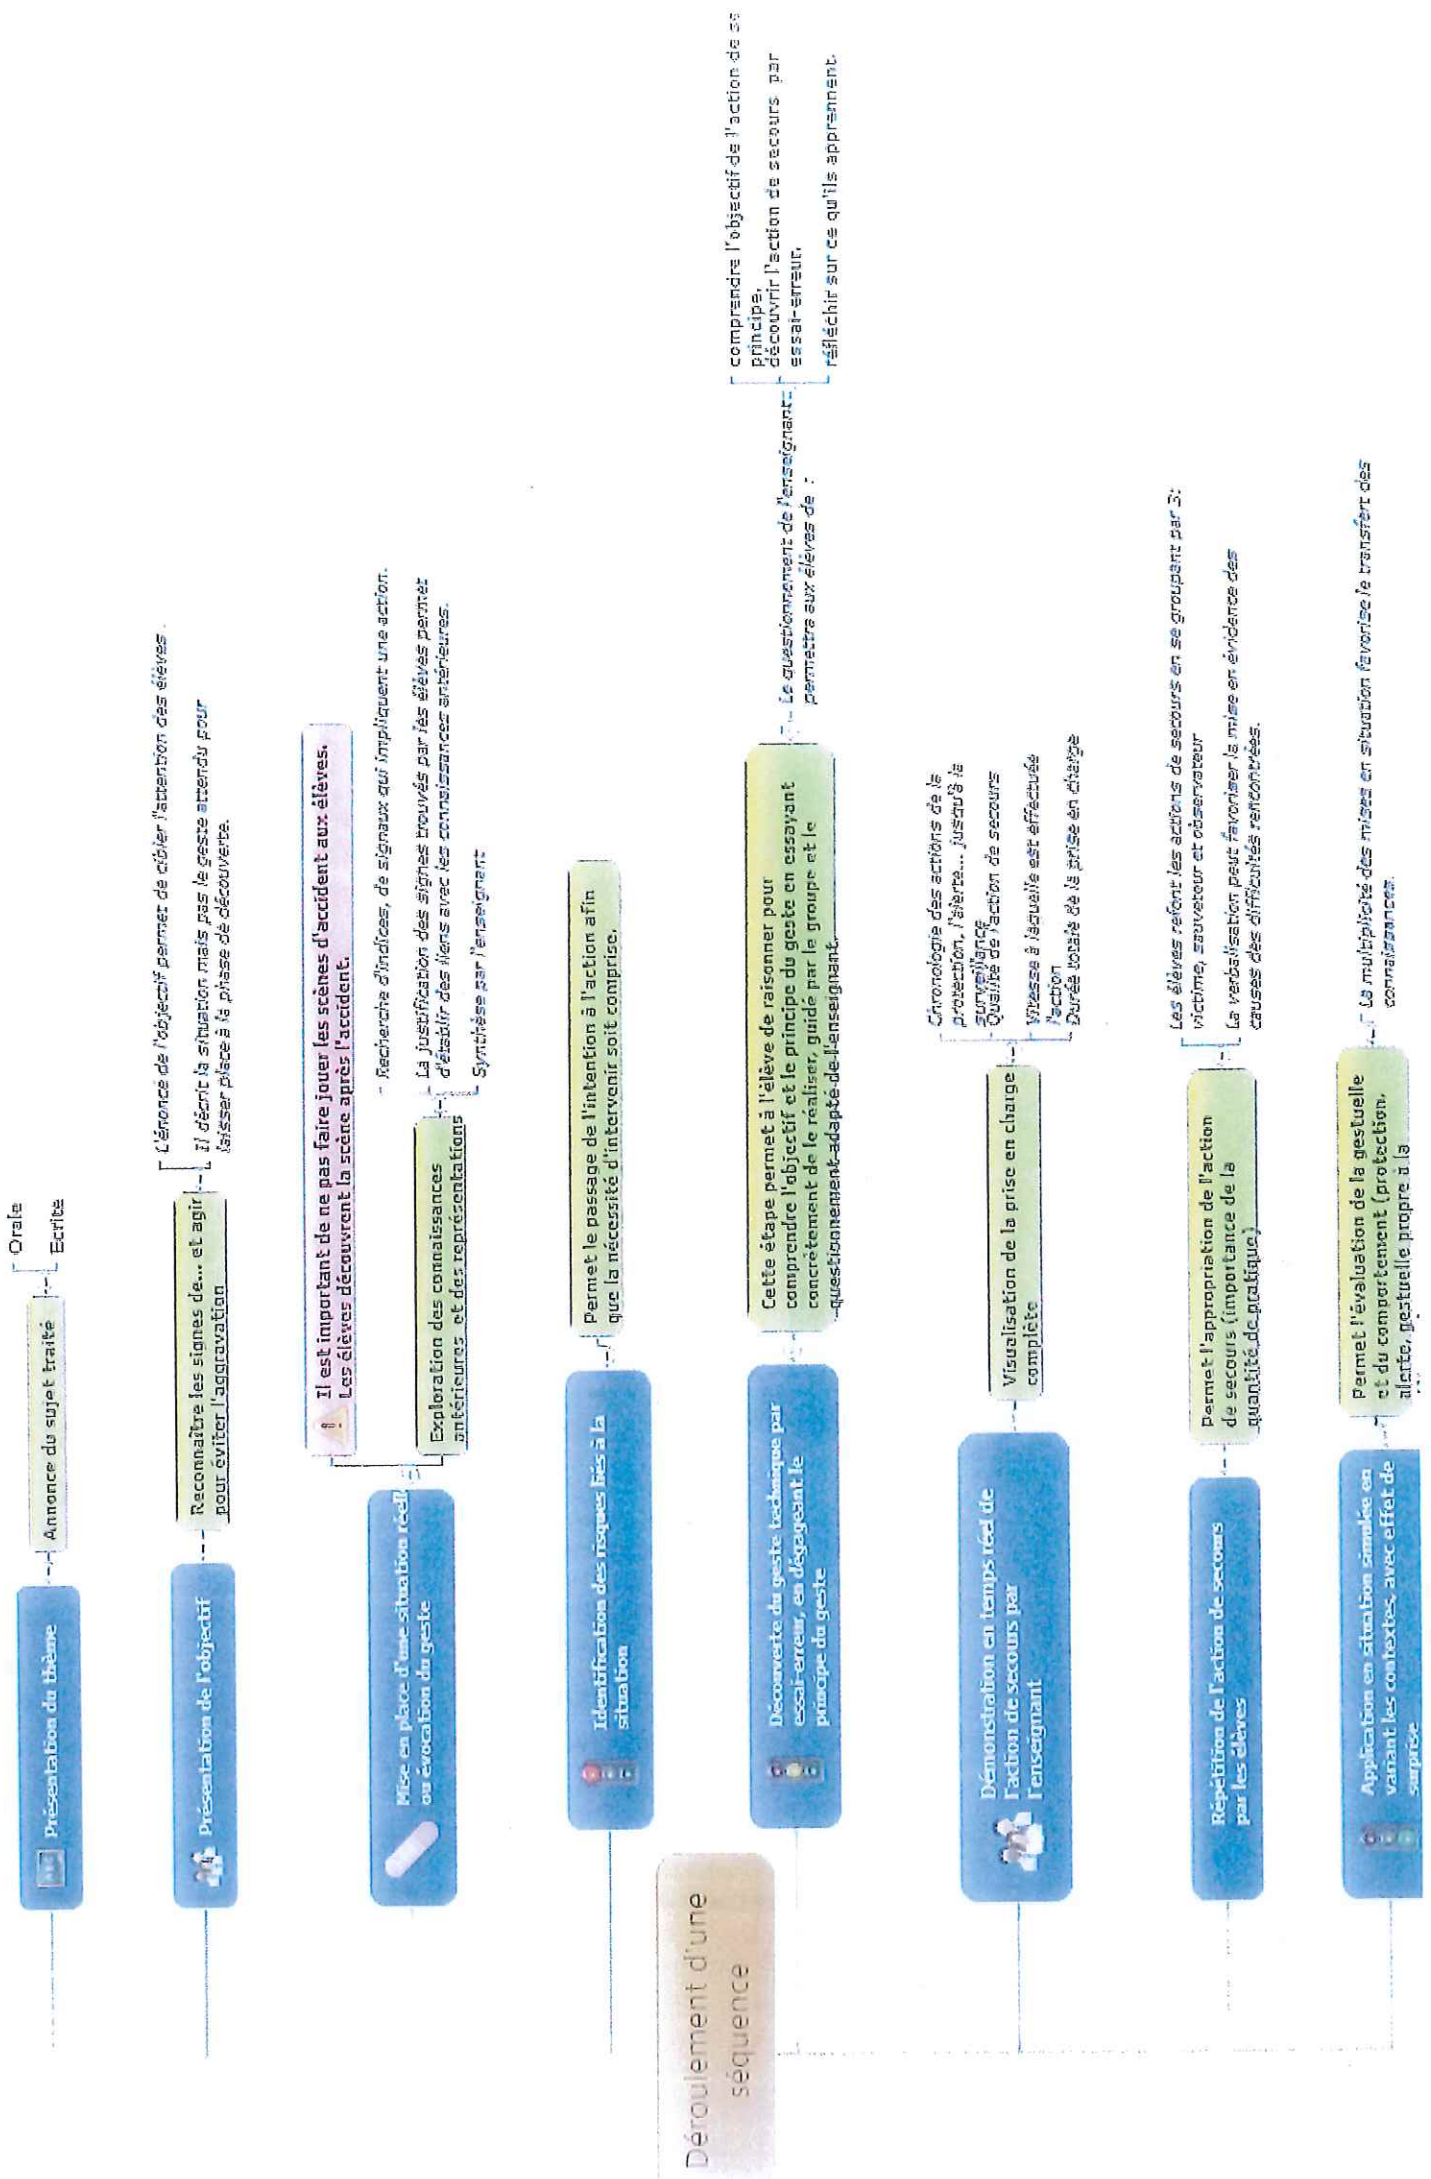 Déroulement d'une
séquence
Présentation du thème
Annonce du sujet traité
Orale
Ecrite
Présentation de l'objectif
Reconnaître les signes de... et agir
pour éviter l'aggravation
L'énoncé de l'objectif permet de cibler l'attention des élèves .
Il décrit la situation mais pas le geste attendu pour
laisser place à la phase de découverte.
Mise en place d'une situation réell
ou évocation du geste
Il est important de ne pas faire jouer les scènes d'accident aux élèves.
Les élèves découvrent la scène après l'accident.
Exploration des connaissances
antérieures et des représentations
Recherche d'indices, de signaux qui impliquent une action.
La justification des signes trouvés par les élèves permet
d'établir des liens avec les connaissances antérieures.
Synthèse par l'enseignant
Identification des risques liés à la
situation
Permet le passage de l'intention à l'action afin
que la nécessité d'intervenir soit comprise.
Découverte du geste technique par
essai-erreur, en dégageant le
principe du geste
Cette étape permet à l'élève de raisonner pour
comprendre l'objectif et le principe du geste en essayant
concrètement de le réaliser, guidé par le groupe et le
questionnement adapté de l'enseignant.
Le questionnement de l'enseignant
permettra aux élèves de :
comprendre l'objectif de l'action de se
principe,
découvrir l'action de secours par
essai-erreur,
réfléchir sur ce qu'ils apprennent.
Démonstration en temps réel de
l'action de secours par
l'enseignant
Visualisation de la prise en charge
complète
Chronologie des actions de la
protection, l'alerte... jusqu'à la
surveillance
Qualité de l'action de secours
Vitesse à laquelle est effectuée
l'action
Durée totale de la prise en charge
Répétition de l'action de secours
par les élèves
Permet l'appropriation de l'action
de secours (importance de la
quantité de pratique)
Les élèves refont les actions de secours en se groupant par 3:
victime, sauveteur et observateur
La verbalisation peut favoriser la mise en évidence des
causes des difficultés rencontrées.
Application en situation simulée en
variant les contextes, avec effet de
surprise
Permet l'évaluation de la gestuelle
et du comportement (protection,
alerte, gestuelle propre à la
La multiplicité des mises en situation favorise le transfert des
connaissances.